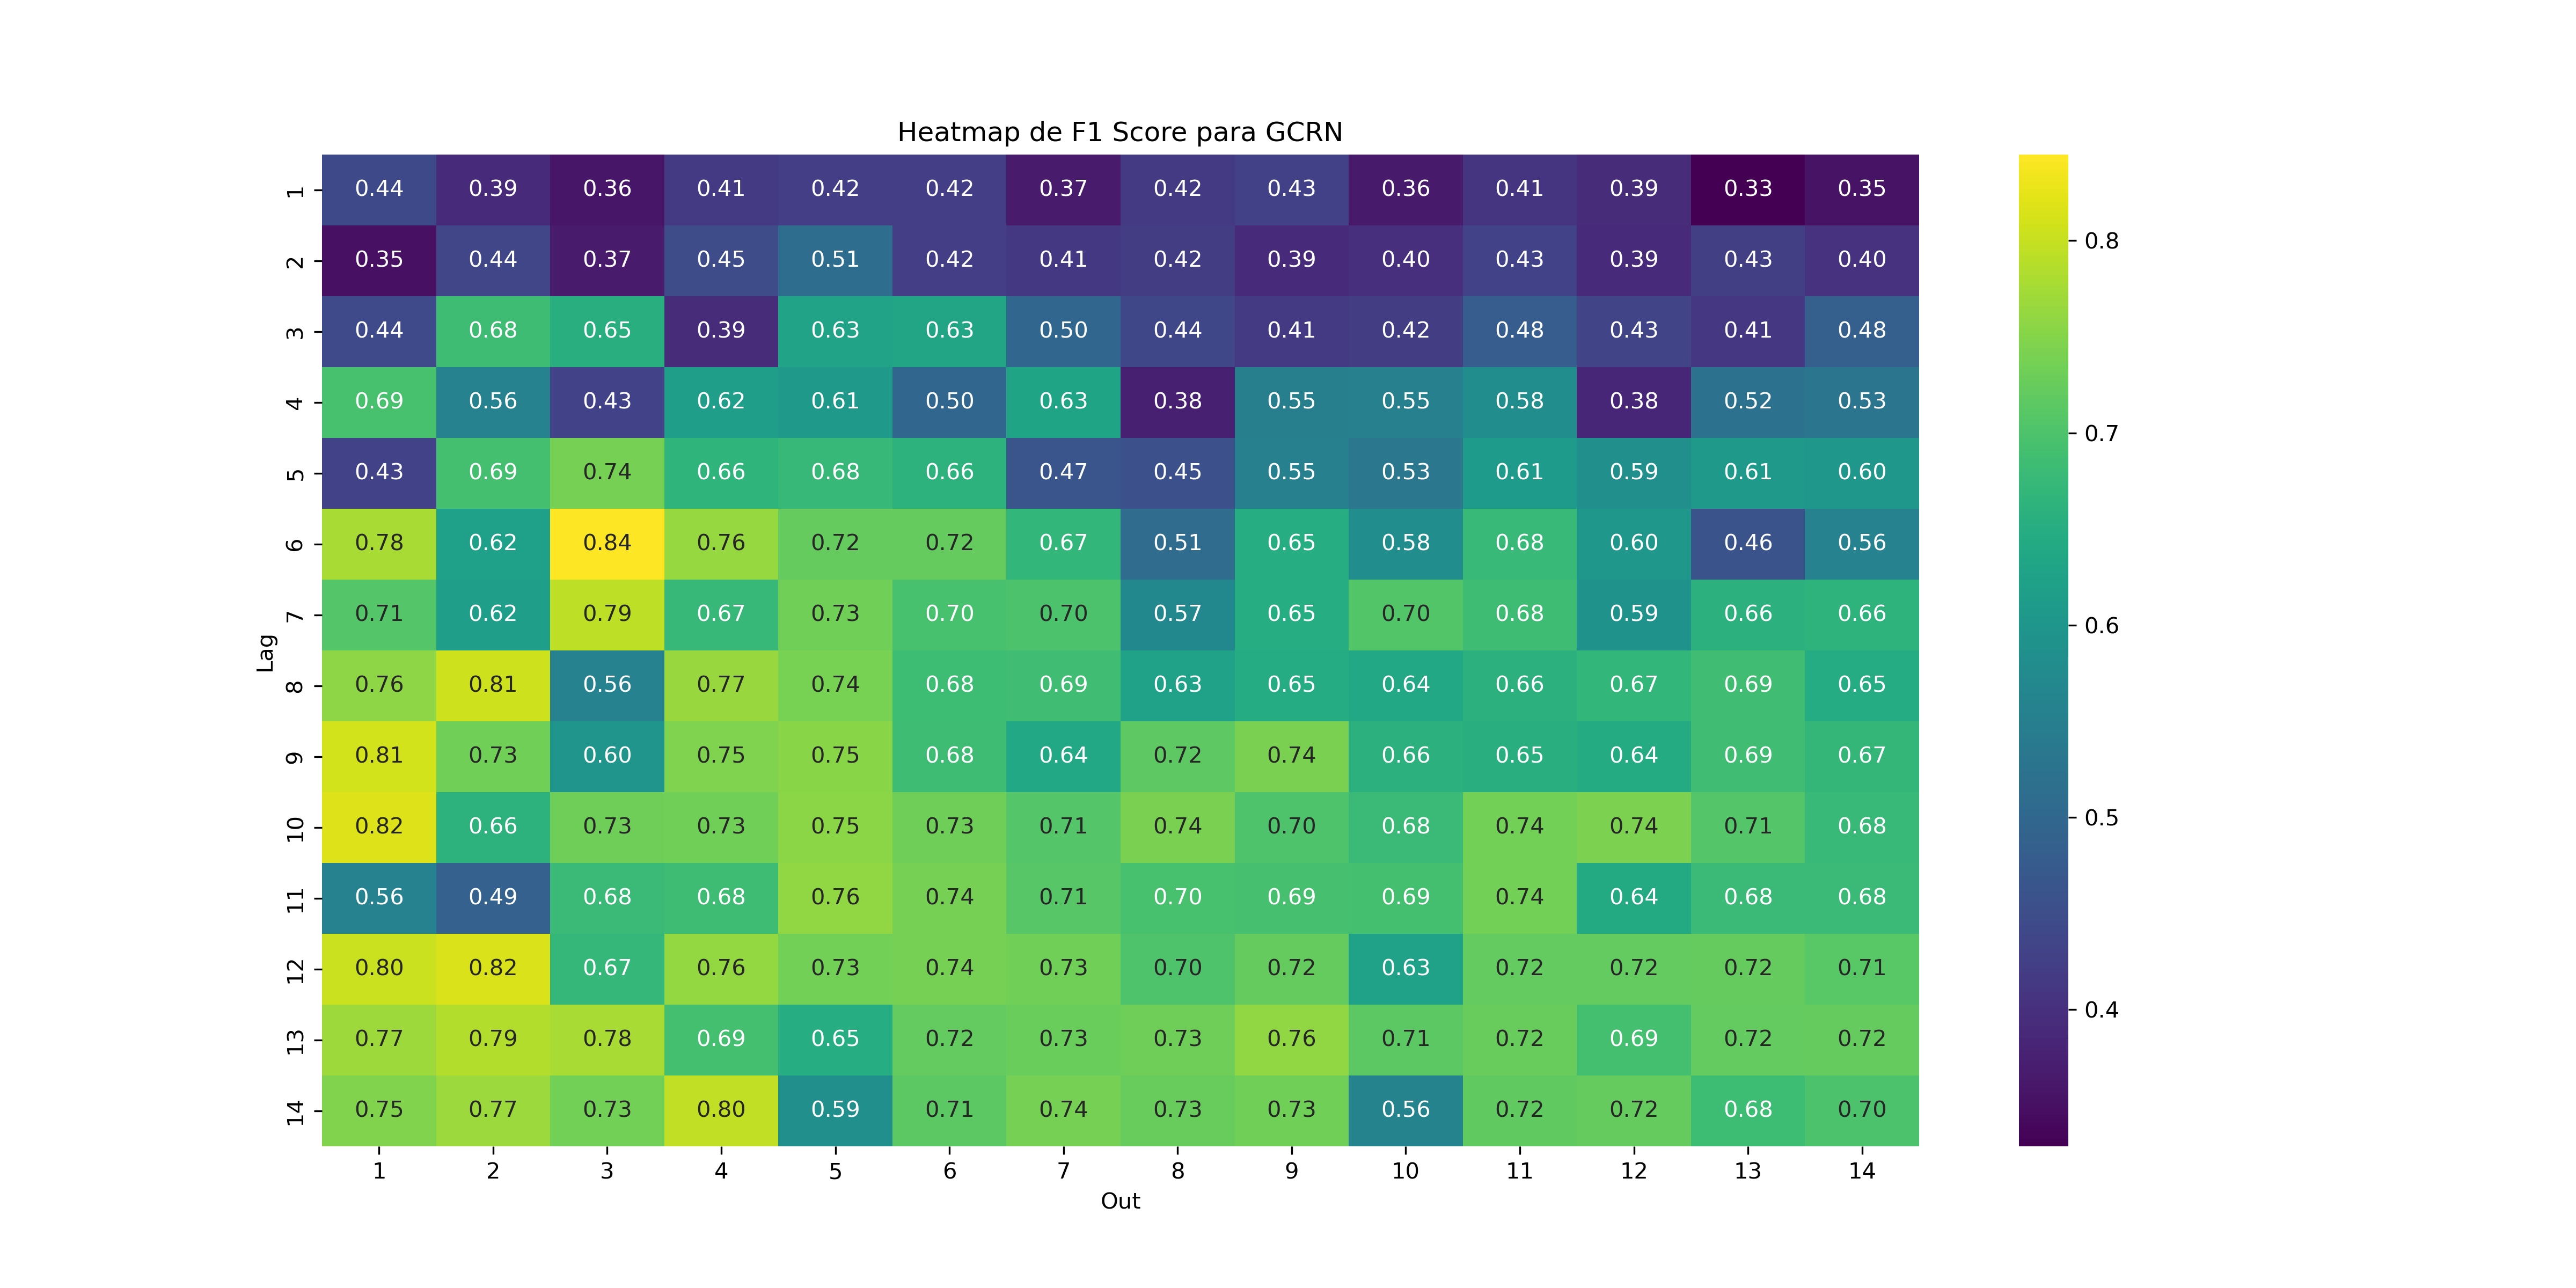 Heatmap de F1 Score para GCRN
1 0.44 0.39 0.36 0.41 0.42 0.42 0.37 0.42 0.43 0.36 0.41 0.39 0.33 0.35
2 0.35 0.44 0.37 0.45 0.51 0.42 0.41 0.42 0.39 0.40 0.43 0.39 0.43 0.40
3 0.44 0.68 0.65 0.39 0.63 0.63 0.50 0.44 0.41 0.42 0.48 0.43 0.41 0.48
4 0.69 0.56 0.43 0.62 0.61 0.50 0.63 0.38 0.55 0.55 0.58 0.38 0.52 0.53
5 0.43 0.69 0.74 0.66 0.68 0.66 0.47 0.45 0.55 0.53 0.61 0.59 0.61 0.60
6 0.78 0.62 0.84 0.76 0.72 0.72 0.67 0.51 0.65 0.58 0.68 0.60 0.46 0.56
7 0.71 0.62 0.79 0.67 0.73 0.70 0.70 0.57 0.65 0.70 0.68 0.59 0.66 0.66
Lag
8 0.76 0.81 0.56 0.77 0.74 0.68 0.69 0.63 0.65 0.64 0.66 0.67 0.69 0.65
9 0.81 0.73 0.60 0.75 0.75 0.68 0.64 0.72 0.74 0.66 0.65 0.64 0.69 0.67
10 0.82 0.66 0.73 0.73 0.75 0.73 0.71 0.74 0.70 0.68 0.74 0.74 0.71 0.68
11 0.56 0.49 0.68 0.68 0.76 0.74 0.71 0.70 0.69 0.69 0.74 0.64 0.68 0.68
12 0.80 0.82 0.67 0.76 0.73 0.74 0.73 0.70 0.72 0.63 0.72 0.72 0.72 0.71
13 0.77 0.79 0.78 0.69 0.65 0.72 0.73 0.73 0.76 0.71 0.72 0.69 0.72 0.72
14 0.75 0.77 0.73 0.80 0.59 0.71 0.74 0.73 0.73 0.56 0.72 0.72 0.68 0.70
1 2 3 4 5 6 7 8 9 10 11 12 13 14
Out
0.8
0.7
0.6
0.5
0.4